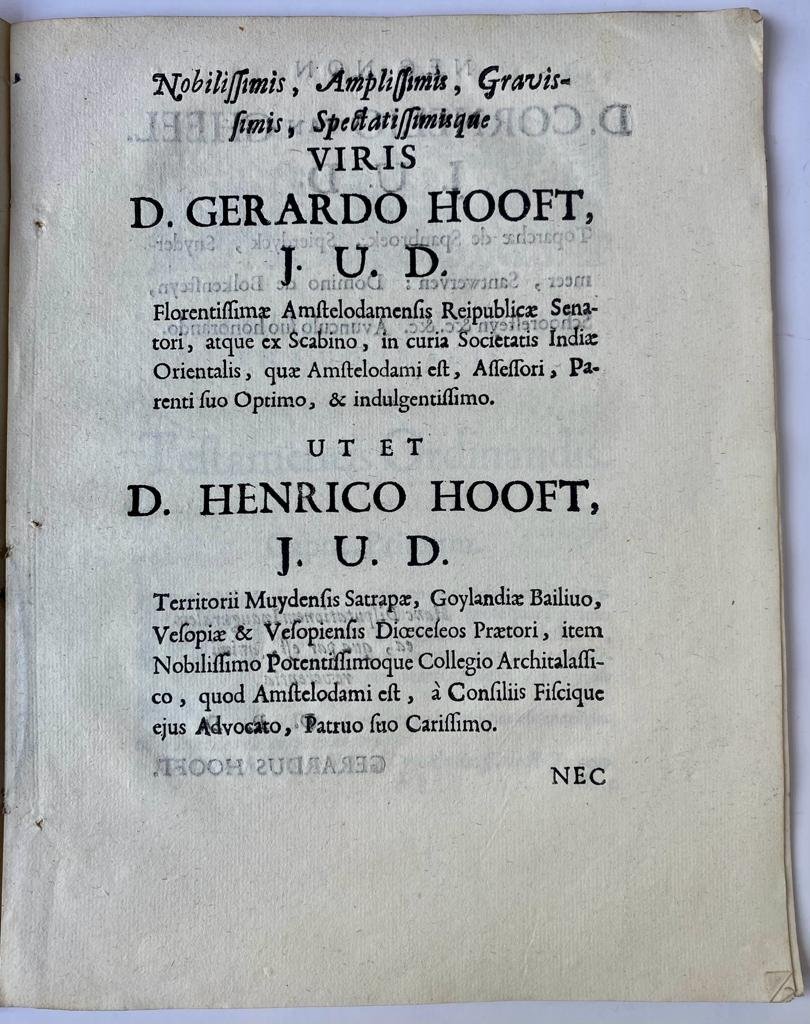 Nobiliſſimis, Ampliſſimis, Graviſ-
ſimis, Spectatiſſimisque
VIRIS
D. GERARDO HOOFT,
J. U. D.
Florentiſſimæ Amſtelodamenſis Reipublicæ Sena-
tori, atque ex Scabino, in curia Societatis Indiæ
Orientalis, quæ Amſtelodami eſt, Aſſeſſori, Pa-
renti ſuo Optimo, & indulgentiſſimo.
UT ET
D. HENRICO HOOFT,
J. U. D.
Territorii Muydenſis Satrapæ, Goylandiæ Bailiuo,
Veſopiæ & Veſopienſis Diœceſeos Prætori, item
Nobiliſſimo Potentiſſimoque Collegio Architalaſſi-
co, quod Amſtelodami eſt, à Conſiliis Fiſcique
ejus Advocato, Patruo ſuo Cariſſimo.
GERARDUS HOOFT.
NEC